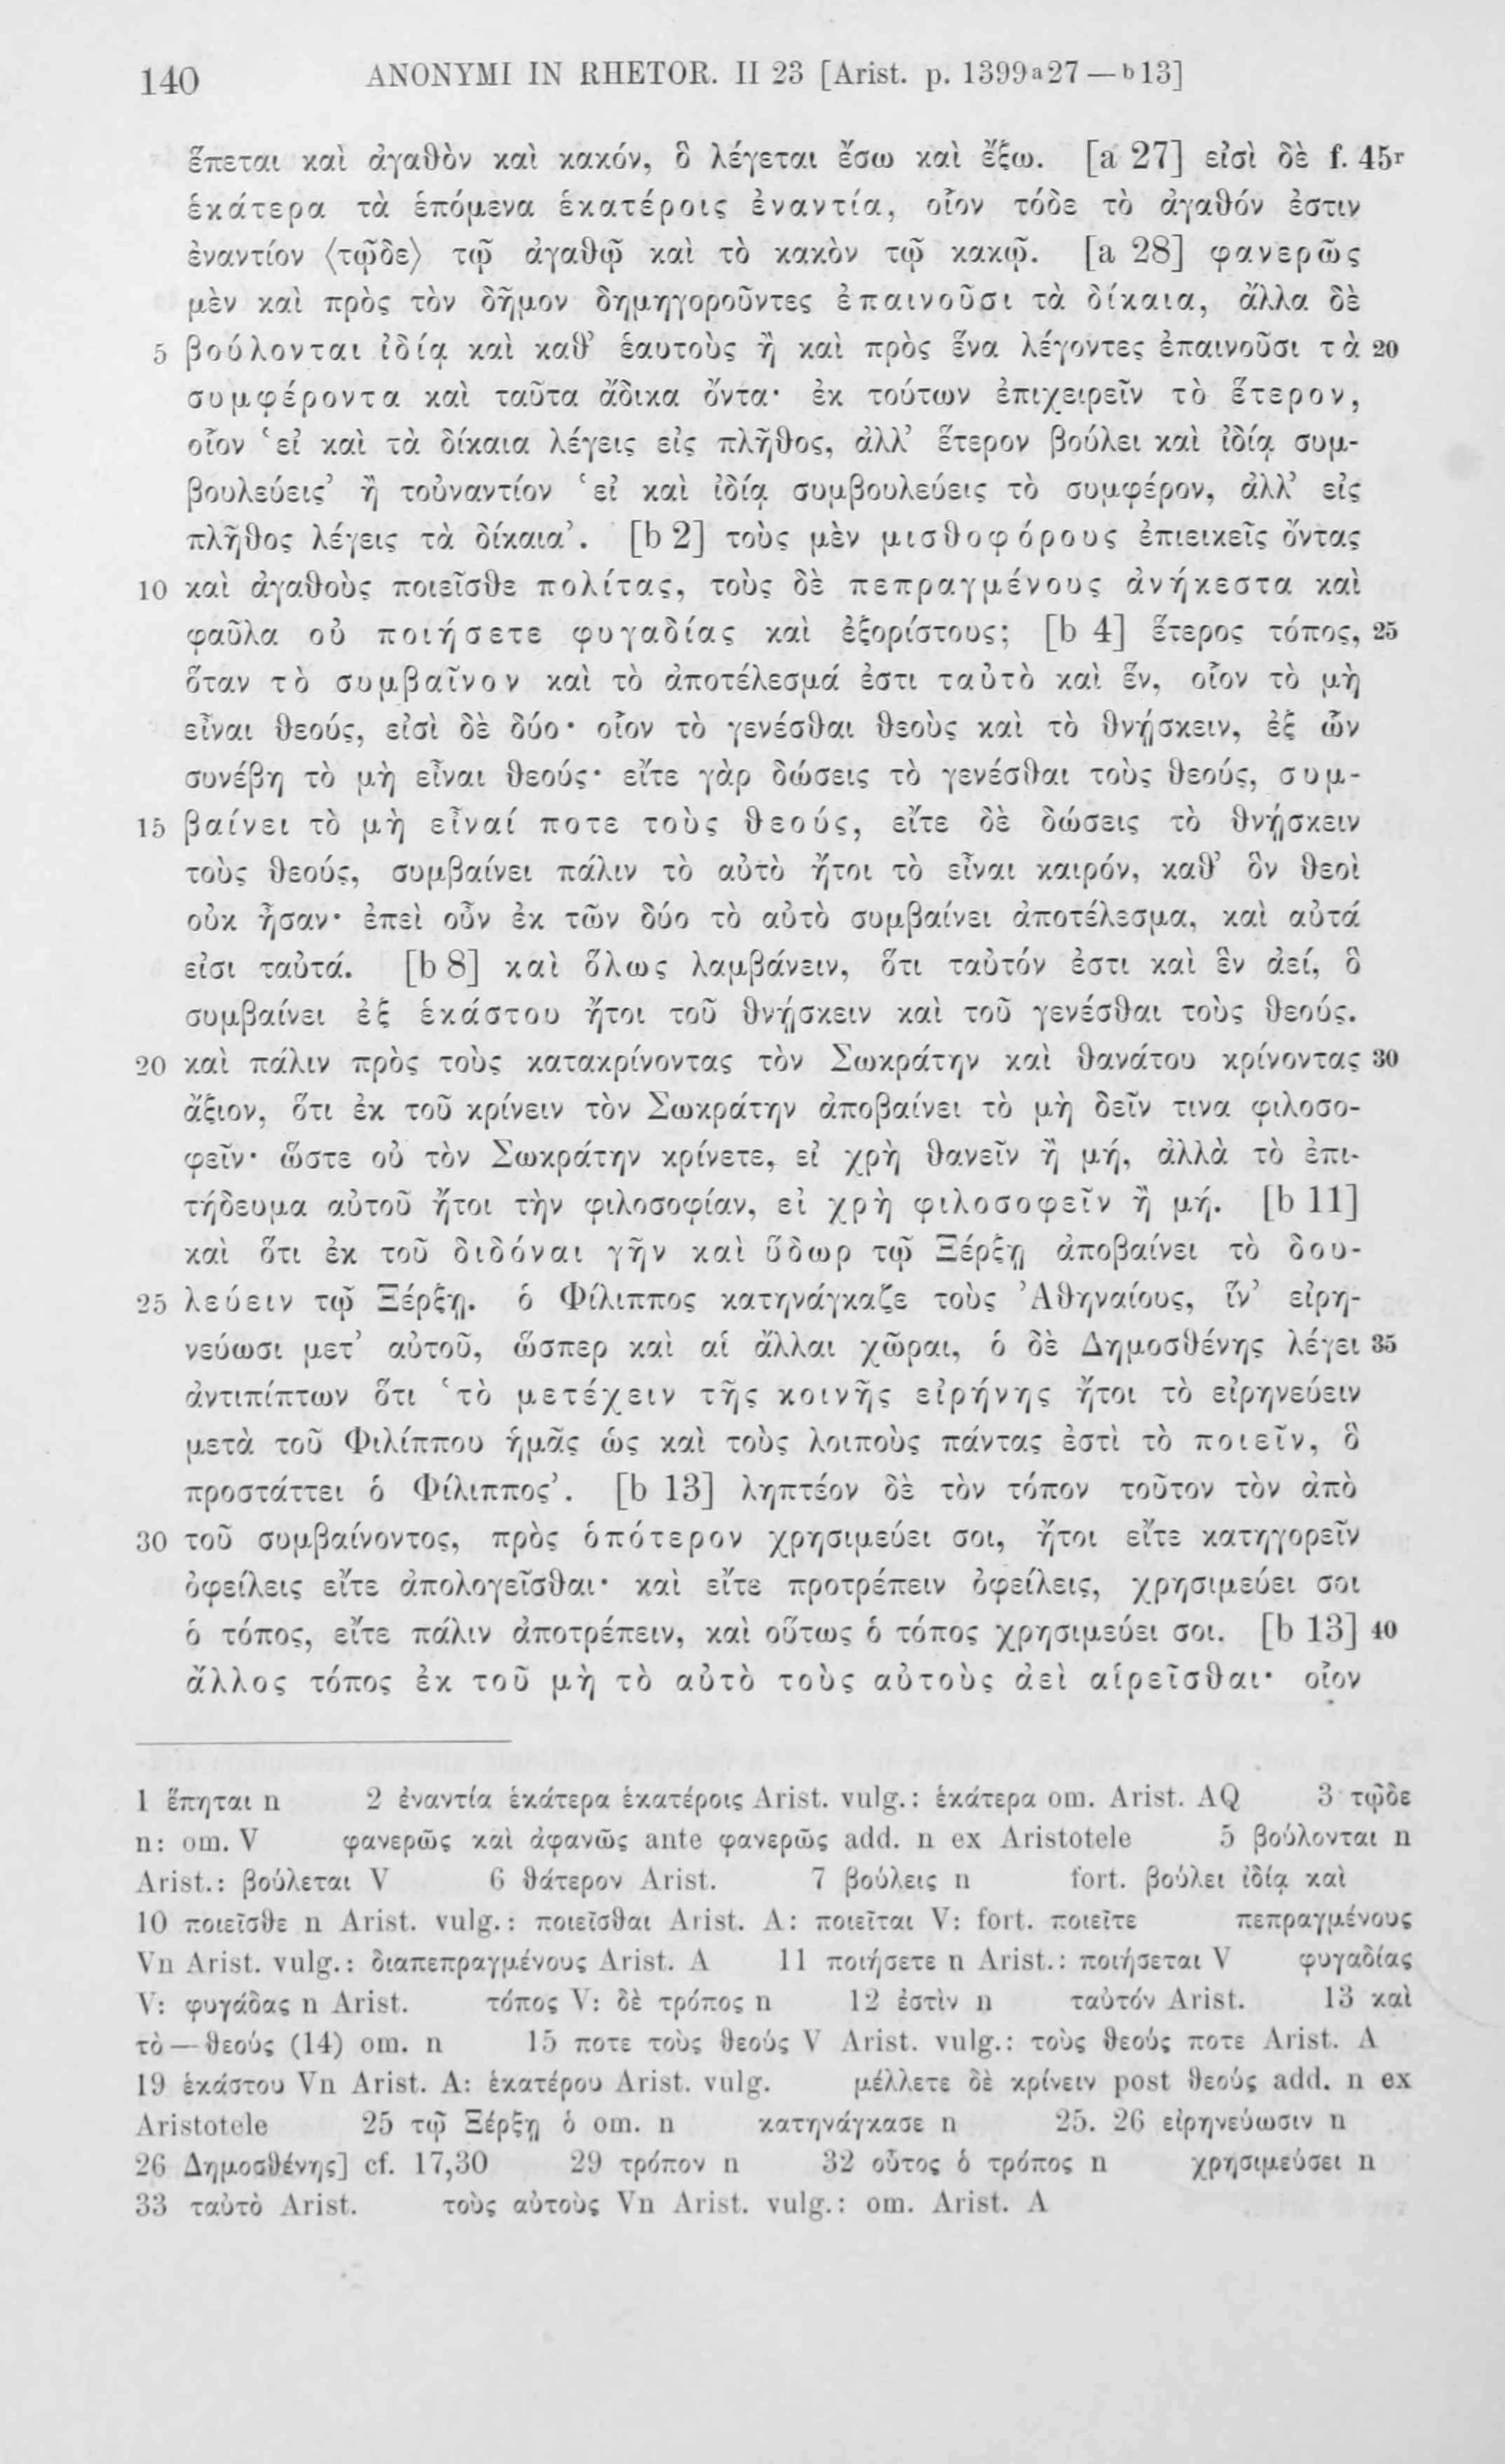 140 ANONYMI IN RHETOR. II 23 [Arist. p. 1399a27 — b13]
ἕπεται καὶ ἀγαθὸν καὶ κακόν, ὃ λέγεται ἔσω καὶ ἔξω. [a 27] εἰσὶ δὲ f. 45r
ἑκάτερα τὰ ἑπόμενα ἑκατέροις ἐναντία, οἷον τόδε τὸ ἀγαθόν ἐστιν
ἐναντίον ⟨τῷδε⟩ τῷ ἀγαθῷ καὶ τὸ κακὸν τῷ κακῷ. [a 28] φανερῶς
μὲν καὶ πρὸς τὸν δῆμον δημηγοροῦντες ἐπαινοῦσι τὰ δίκαια, ἄλλα δὲ
5 βούλονται ἰδίᾳ καὶ καθ’ ἑαυτοὺς ἢ καὶ πρὸς ἕνα λέγοντες ἐπαινοῦσι τὰ 20
συμφέροντα καὶ ταῦτα ἄδικα ὄντα· ἐκ τούτων ἐπιχειρεῖν τὸ ἕτερον,
οἷον ‘εἰ καὶ τὰ δίκαια λέγεις εἰς πλῆθος, ἀλλ’ ἕτερον βούλει καὶ ἰδίᾳ συμ-
βουλεύεις’ ἢ τοὐναντίον ‘εἰ καὶ ἰδίᾳ συμβουλεύεις τὸ συμφέρον, ἀλλ’ εἰς
πλῆθος λέγεις τὰ δίκαια’. [b 2] τοὺς μὲν μισθοφόρους ἐπιεικεῖς ὄντας
10 καὶ ἀγαθοὺς ποιεῖσθε πολίτας, τοὺς δὲ πεπραγμένους ἀνήκεστα καὶ
φαῦλα οὐ ποιήσετε φυγαδίας καὶ ἐξορίστους; [b 4] ἕτερος τόπος, 25
ὅταν τὸ συμβαῖνον καὶ τὸ ἀποτέλεσμά ἐστι ταὐτὸ καὶ ἕν, οἷον τὸ μὴ
εἶναι θεούς, εἰσὶ δὲ δύο· οἷον τὸ γενέσθαι θεοὺς καὶ τὸ θνῄσκειν, ἐξ ὧν
συνέβη τὸ μὴ εἶναι θεούς· εἴτε γὰρ δώσεις τὸ γενέσθαι τοὺς θεούς, συμ-
15 βαίνει τὸ μὴ εἶναί ποτε τοὺς θεούς, εἴτε δὲ δώσεις τὸ θνῄσκειν
τοὺς θεούς, συμβαίνει πάλιν τὸ αὐτὸ ἤτοι τὸ εἶναι καιρόν, καθ’ ὃν θεοὶ
οὐκ ἦσαν· ἐπεὶ οὖν ἐκ τῶν δύο τὸ αὐτὸ συμβαίνει ἀποτέλεσμα, καὶ αὐτά
εἰσι ταὐτά. [b 8] καὶ ὅλως λαμβάνειν, ὅτι ταὐτόν ἐστι καὶ ἓν ἀεί, ὃ
συμβαίνει ἐξ ἑκάστου ἤτοι τοῦ θνῄσκειν καὶ τοῦ γενέσθαι τοὺς θεούς.
20 καὶ πάλιν πρὸς τοὺς κατακρίνοντας τὸν Σωκράτην καὶ θανάτου κρίνοντας 30
ἄξιον, ὅτι ἐκ τοῦ κρίνειν τὸν Σωκράτην ἀποβαίνει τὸ μὴ δεῖν τινα φιλοσο-
φεῖν· ὥστε οὐ τὸν Σωκράτην κρίνετε, εἰ χρὴ θανεῖν ἢ μή, ἀλλὰ τὸ ἐπι-
τήδευμα αὐτοῦ ἤτοι τὴν φιλοσοφίαν, εἰ χρὴ φιλοσοφεῖν ἢ μή. [b 11]
καὶ ὅτι ἐκ τοῦ διδόναι γῆν καὶ ὕδωρ τῷ Ξέρξῃ ἀποβαίνει τὸ δου-
25 λεύειν τῷ Ξέρξῃ. ὁ Φίλιππος κατηνάγκαζε τοὺς Ἀθηναίους, ἵν’ εἰρη-
νεύωσι μετ’ αὐτοῦ, ὥσπερ καὶ αἱ ἄλλαι χῶραι, ὁ δὲ Δημοσθένης λέγει 35
ἀντιπίπτων ὅτι ‘τὸ μετέχειν τῆς κοινῆς εἰρήνης ἤτοι τὸ εἰρηνεύειν
μετὰ τοῦ Φιλίππου ἡμᾶς ὡς καὶ τοὺς λοιποὺς πάντας ἐστὶ τὸ ποιεῖν, ὃ
προστάττει ὁ Φίλιππος’. [b 13] ληπτέον δὲ τὸν τόπον τοῦτον τὸν ἀπὸ
30 τοῦ συμβαίνοντος, πρὸς ὁπότερον χρησιμεύει σοι, ἤτοι εἴτε κατηγορεῖν
ὀφείλεις εἴτε ἀπολογεῖσθαι· καὶ εἴτε προτρέπειν ὀφείλεις, χρησιμεύει σοι
ὁ τόπος, εἴτε πάλιν ἀποτρέπειν, καὶ οὕτως ὁ τόπος χρησιμεύει σοι. [b 13] 40
ἄλλος τόπος ἐκ τοῦ μὴ τὸ αὐτὸ τοὺς αὐτοὺς ἀεὶ αἱρεῖσθαι· οἷον
1 ἕπηται n 2 ἐναντία ἑκάτερα ἑκατέροις Arist. vulg.: ἑκάτερα om. Arist. AQ 3 τῷδε
n: om. V φανερῶς καὶ ἀφανῶς ante φανερῶς add. n ex Aristotele 5 βούλονται n
Arist.: βούλεται V 6 θάτερον Arist. 7 βούλεις n fort. βούλει ἰδίᾳ καὶ
10 ποιεῖσθε n Arist. vulg.: ποιεῖσθαι Arist. A: ποιεῖται V: fort. ποιεῖτε πεπραγμένους
Vn Arist. vulg.: διαπεπραγμένους Arist. A 11 ποιήσετε n Arist.: ποιήσεται V φυγαδίας
V: φυγάδας n Arist. τόπος V: δὲ τρόπος n 12 ἐστὶν n ταὐτόν Arist. 13 καὶ
τὸ — θεούς (14) om. n 15 ποτε τοὺς θεούς V Arist. vulg.: τοὺς θεούς ποτε Arist. A
19 ἑκάστου Vn Arist. A: ἑκατέρου Arist. vulg. μέλλετε δὲ κρίνειν post θεούς add. n ex
Aristotele 25 τῷ Ξέρξῃ ὁ om. n κατηνάγκασε n 25. 26 εἰρηνεύωσιν n
26 Δημοσθένης] cf. 17,30 29 τρόπον n 32 οὗτος ὁ τρόπος n χρησιμεύσει n
33 ταὐτὸ Arist. τοὺς αὐτοὺς Vn Arist. vulg.: om. Arist. A